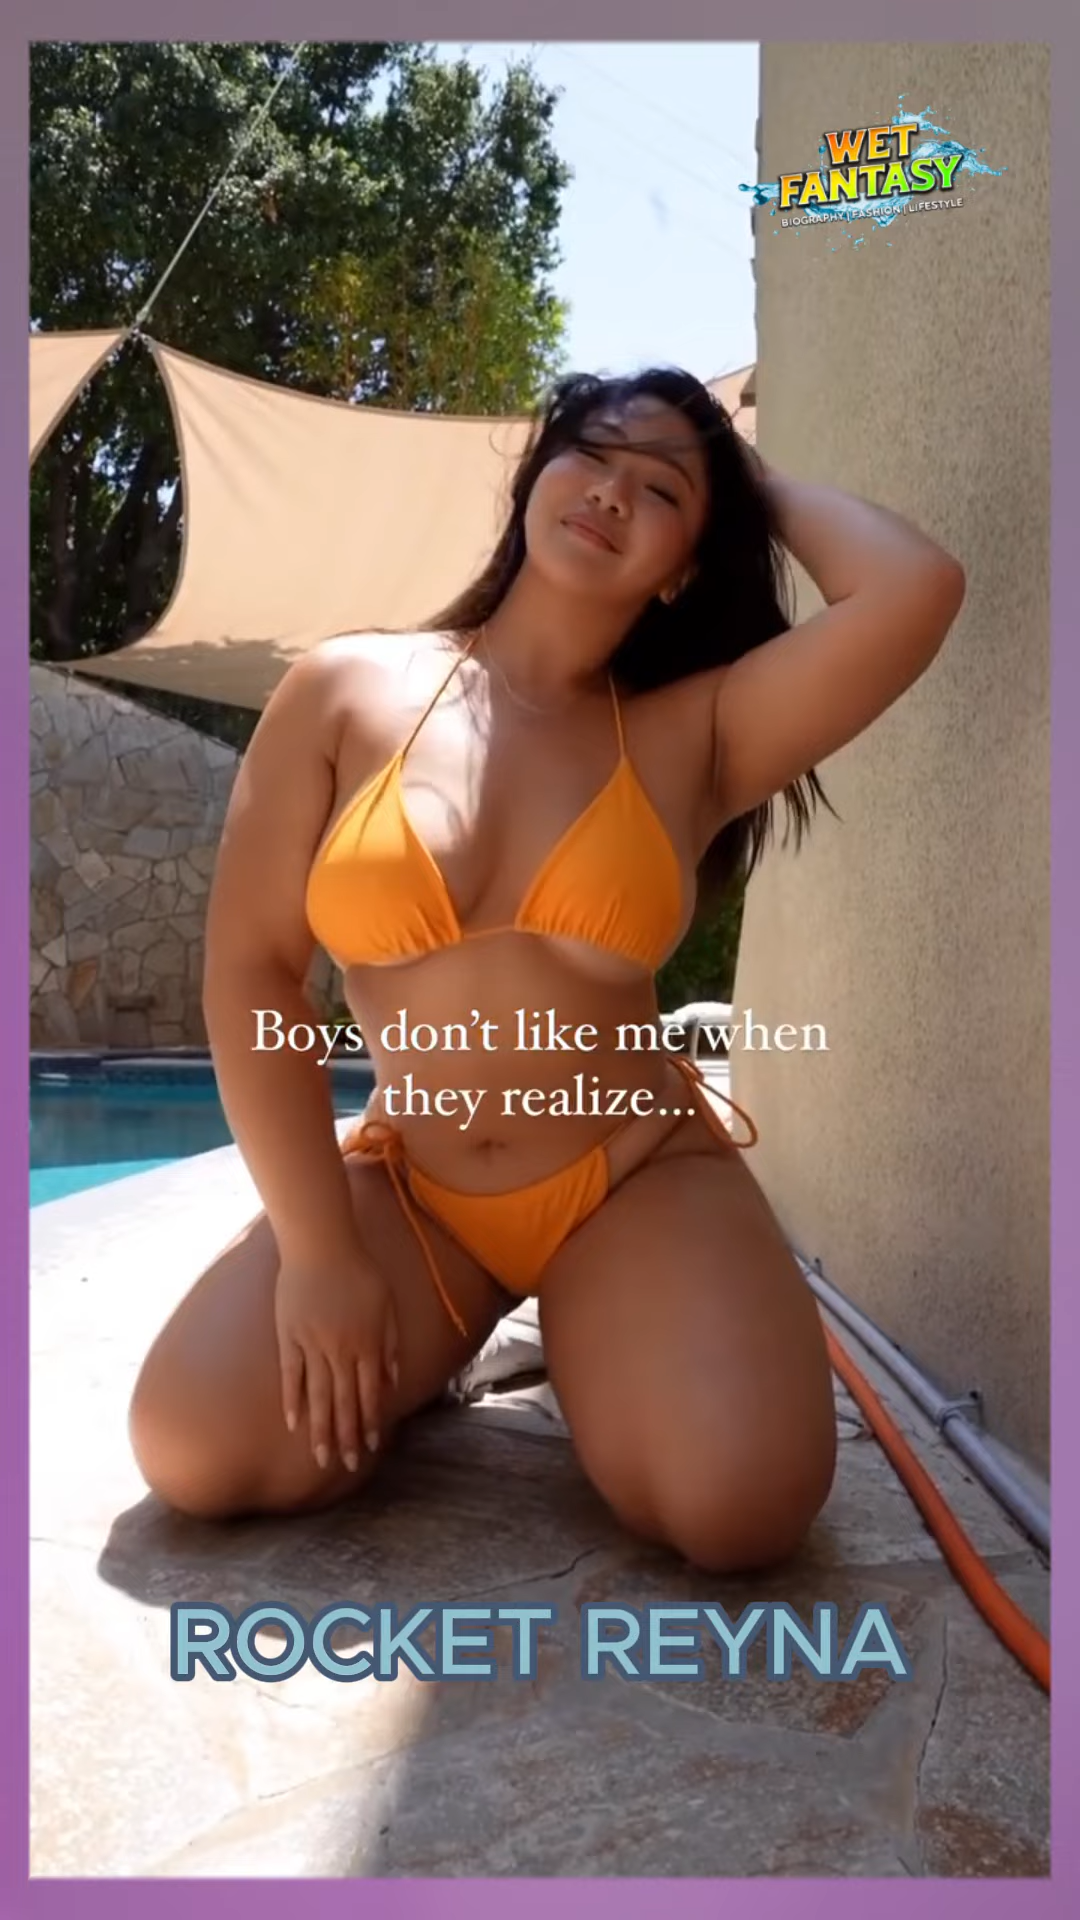 WET
FANTASY
BIOGRAPHY | FASHION | LIFESTYLE
Boys don't like me when
they realize...
ROCKET REYNA